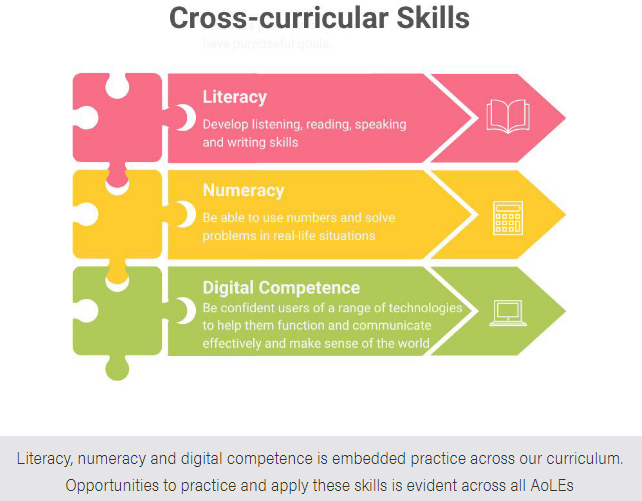 Cross-curricular Skills
have purposeful goals.
Literacy
Develop listening, reading, speaking
and writing skills
Numeracy
Be able to use numbers and solve
problems in real-life situations
Digital Competence
Be confident users of a range of technologies
to help them function and communicate
effectively and make sense of the world
Literacy, numeracy and digital competence is embedded practice across our curriculum.
Opportunities to practice and apply these skills is evident across all AoLEs